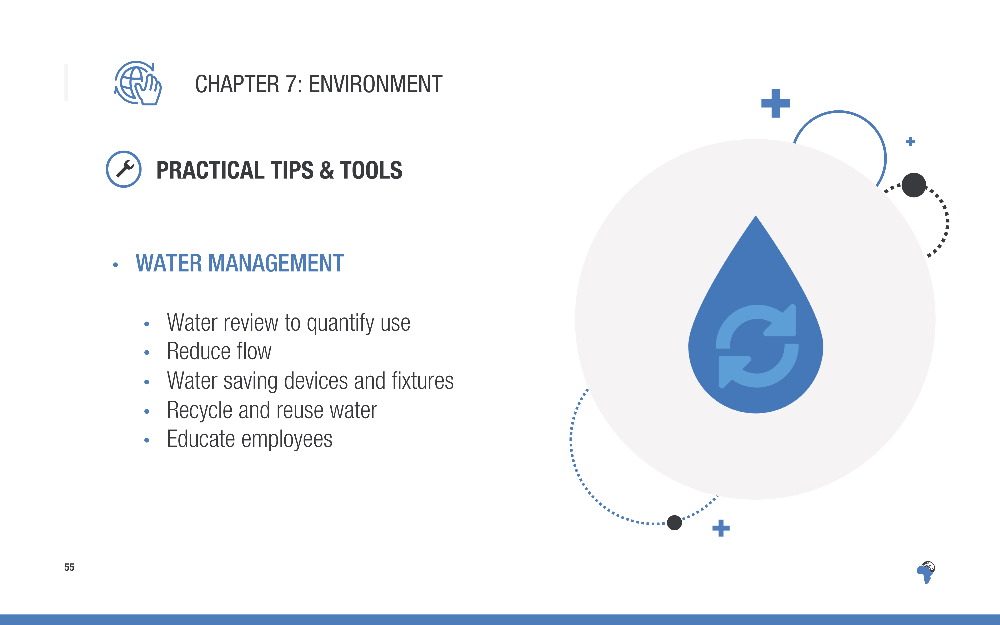 CHAPTER 7: ENVIRONMENT
PRACTICAL TIPS & TOOLS
• WATER MANAGEMENT
• Water review to quantify use
• Reduce flow
• Water saving devices and fixtures
• Recycle and reuse water
• Educate employees
55